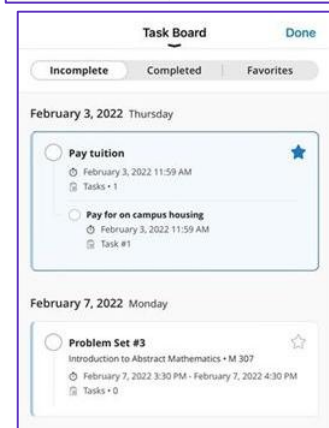 Task Board Done
Incomplete Completed Favorites
February 3, 2022 Thursday
Pay tuition
February 3, 2022 11:59 AM
Tasks • 1
Pay for on campus housing
February 3, 2022 11:59 AM
Task #1
February 7, 2022 Monday
Problem Set #3
Introduction to Abstract Mathematics • M 307
February 7, 2022 3:30 PM - February 7, 2022 4:30 PM
Tasks • 0